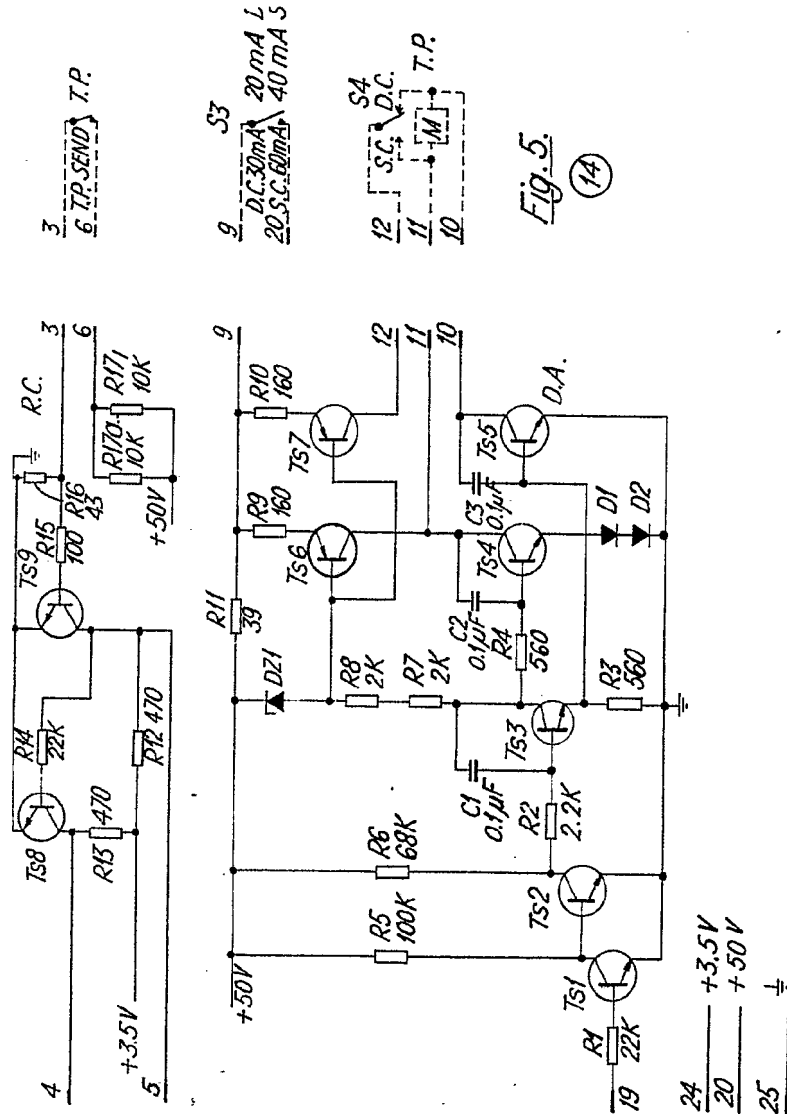 4
+3.5V
5
Ts8
R13 470
R14
22K
R12 470
Ts9
R15
100
R16
43
R.C.
R17a
10K
R17,
10K
+50V
3
6
3
6 T.P. SEND T.P.
+50V
R5
100K
R6
68K
DZ1
R8
2K
R7
2K
R11
39
R9
160
R10
160
Ts6
Ts7
9
12
11
10
C1
0.1μF
R2
2.2K
C2
0.1μF
R4
560
C3
0.1μF
Ts1
Ts2
Ts3
Ts4
Ts5
D.A.
R3
560
D1
D2
19
R1
22K
24 +3.5V
20 +50V
25
9 S3
D.C. 30mA 20mA L
20 S.C. 60mA 40mA S
12
11
10
S4
S.C. D.C.
M
T.P.
Fig. 5.
14